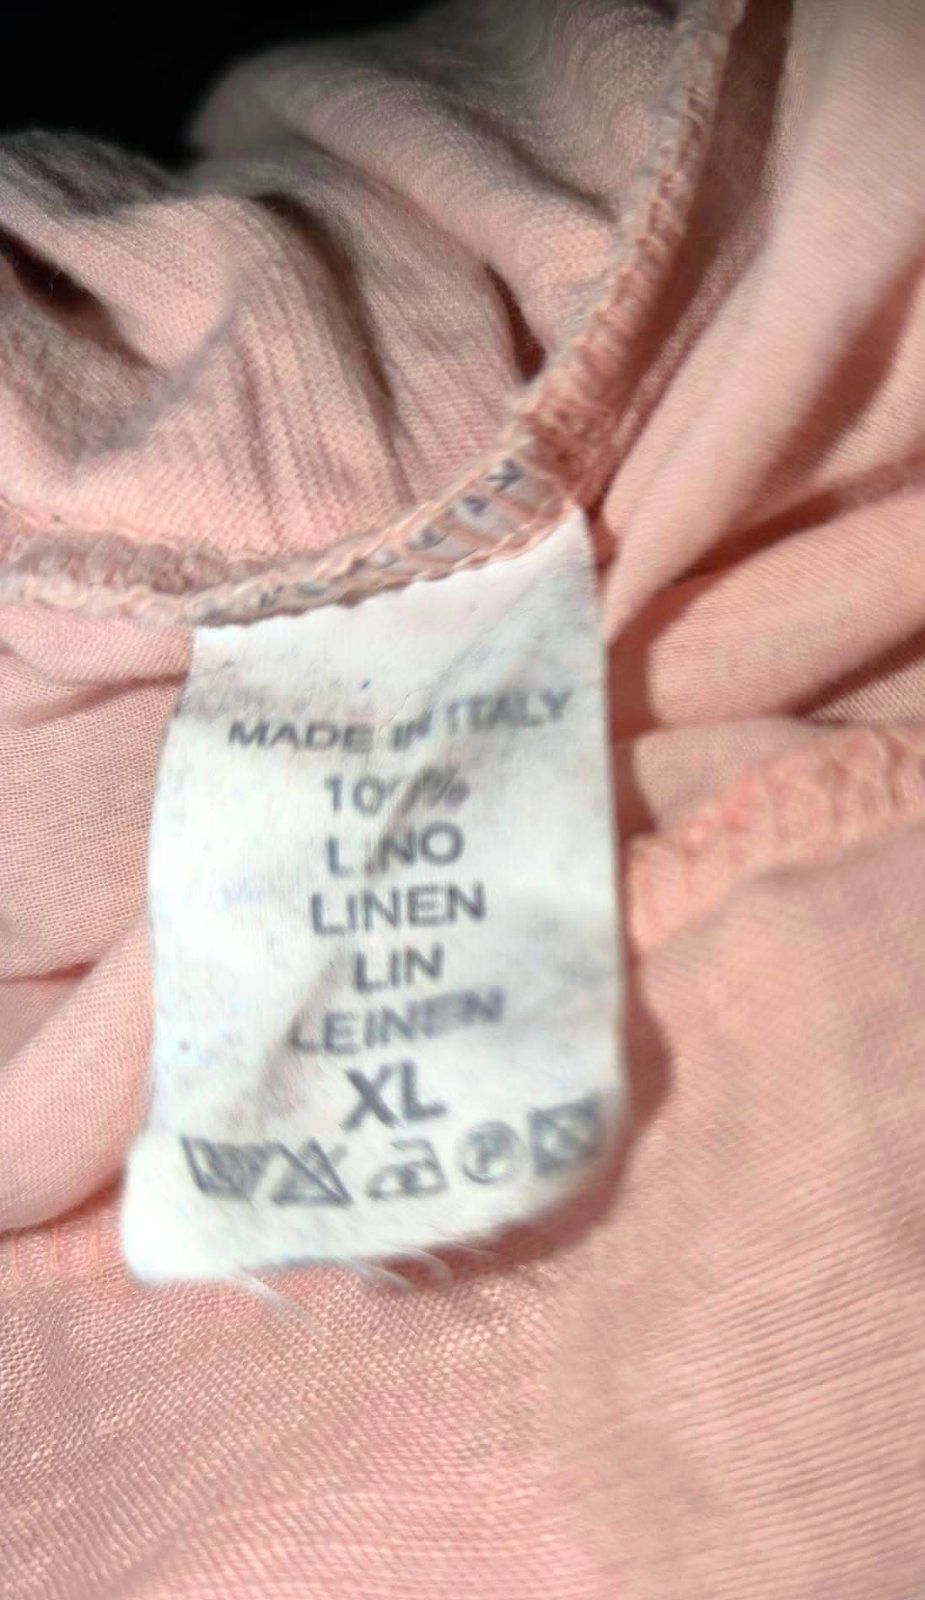 MADE IN ITALY
100%
LINO
LINEN
LIN
LEINEN
XL